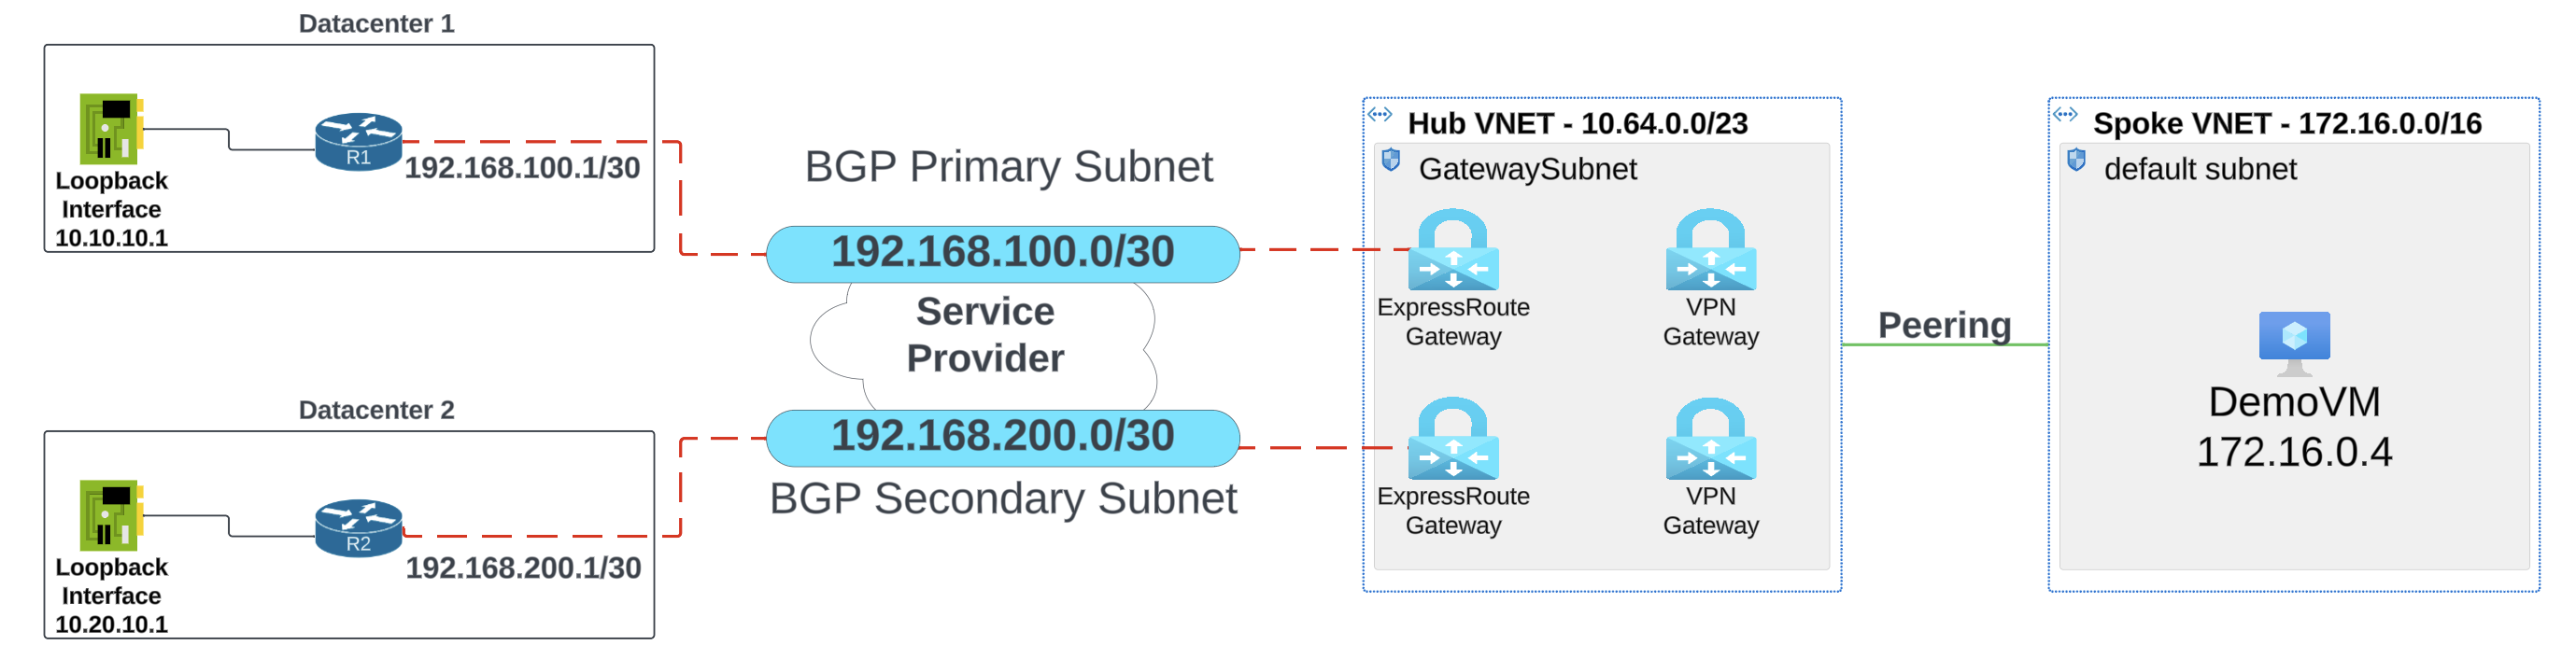 Datacenter 1
Loopback
Interface
10.10.10.1
R1
192.168.100.1/30
BGP Primary Subnet
192.168.100.0/30
Service
Provider
192.168.200.0/30
BGP Secondary Subnet
Datacenter 2
Loopback
Interface
10.20.10.1
R2
192.168.200.1/30
Hub VNET - 10.64.0.0/23
GatewaySubnet
ExpressRoute
Gateway
VPN
Gateway
ExpressRoute
Gateway
VPN
Gateway
Peering
Spoke VNET - 172.16.0.0/16
default subnet
DemoVM
172.16.0.4